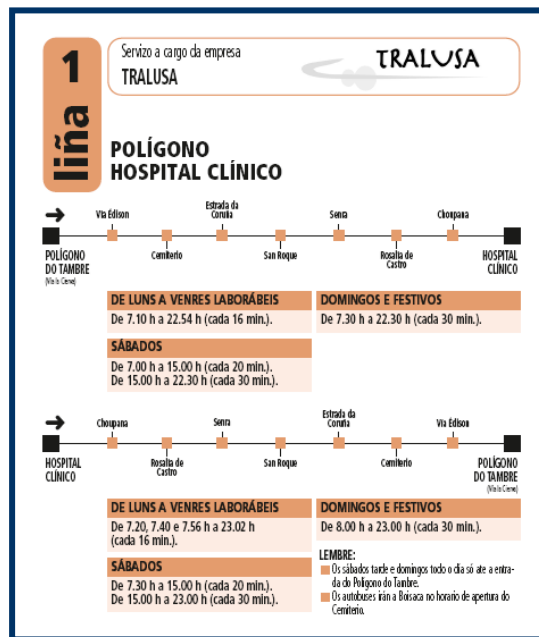 liña 1
Servizo a cargo da empresa
TRALUSA
TRALUSA
POLÍGONO
HOSPITAL CLÍNICO
Vía Édison
Estrada da
Coruña
Senra
Choupana
POLÍGONO
DO TAMBRE
(Vía la Cierva)
Cemiterio
San Roque
Rosalía de
Castro
HOSPITAL
CLÍNICO
DE LUNS A VENRES LABORÁBEIS
De 7.10 h a 22.54 h (cada 16 min.).
DOMINGOS E FESTIVOS
De 7.30 h a 22.30 h (cada 30 min.).
SÁBADOS
De 7.00 h a 15.00 h (cada 20 min.).
De 15.00 h a 22.30 h (cada 30 min.).
Choupana
Senra
Estrada da
Coruña
Vía Édison
HOSPITAL
CLÍNICO
Rosalía de
Castro
San Roque
Cemiterio
POLÍGONO
DO TAMBRE
(Vía la Cierva)
DE LUNS A VENRES LABORÁBEIS
De 7.20, 7.40 e 7.56 h a 23.02 h
(cada 16 min.).
DOMINGOS E FESTIVOS
De 8.00 h a 23.00 h (cada 30 min.).
SÁBADOS
De 7.30 h a 15.00 h (cada 20 min.).
De 15.00 h a 23.00 h (cada 30 min.).
LEMBRE:
Os sábados tarde e domingos todo o día só ate a entra-
da do Polígono do Tambre.
Os autobuses irán a Boisaca no horario de apertura do
Cemiterio.